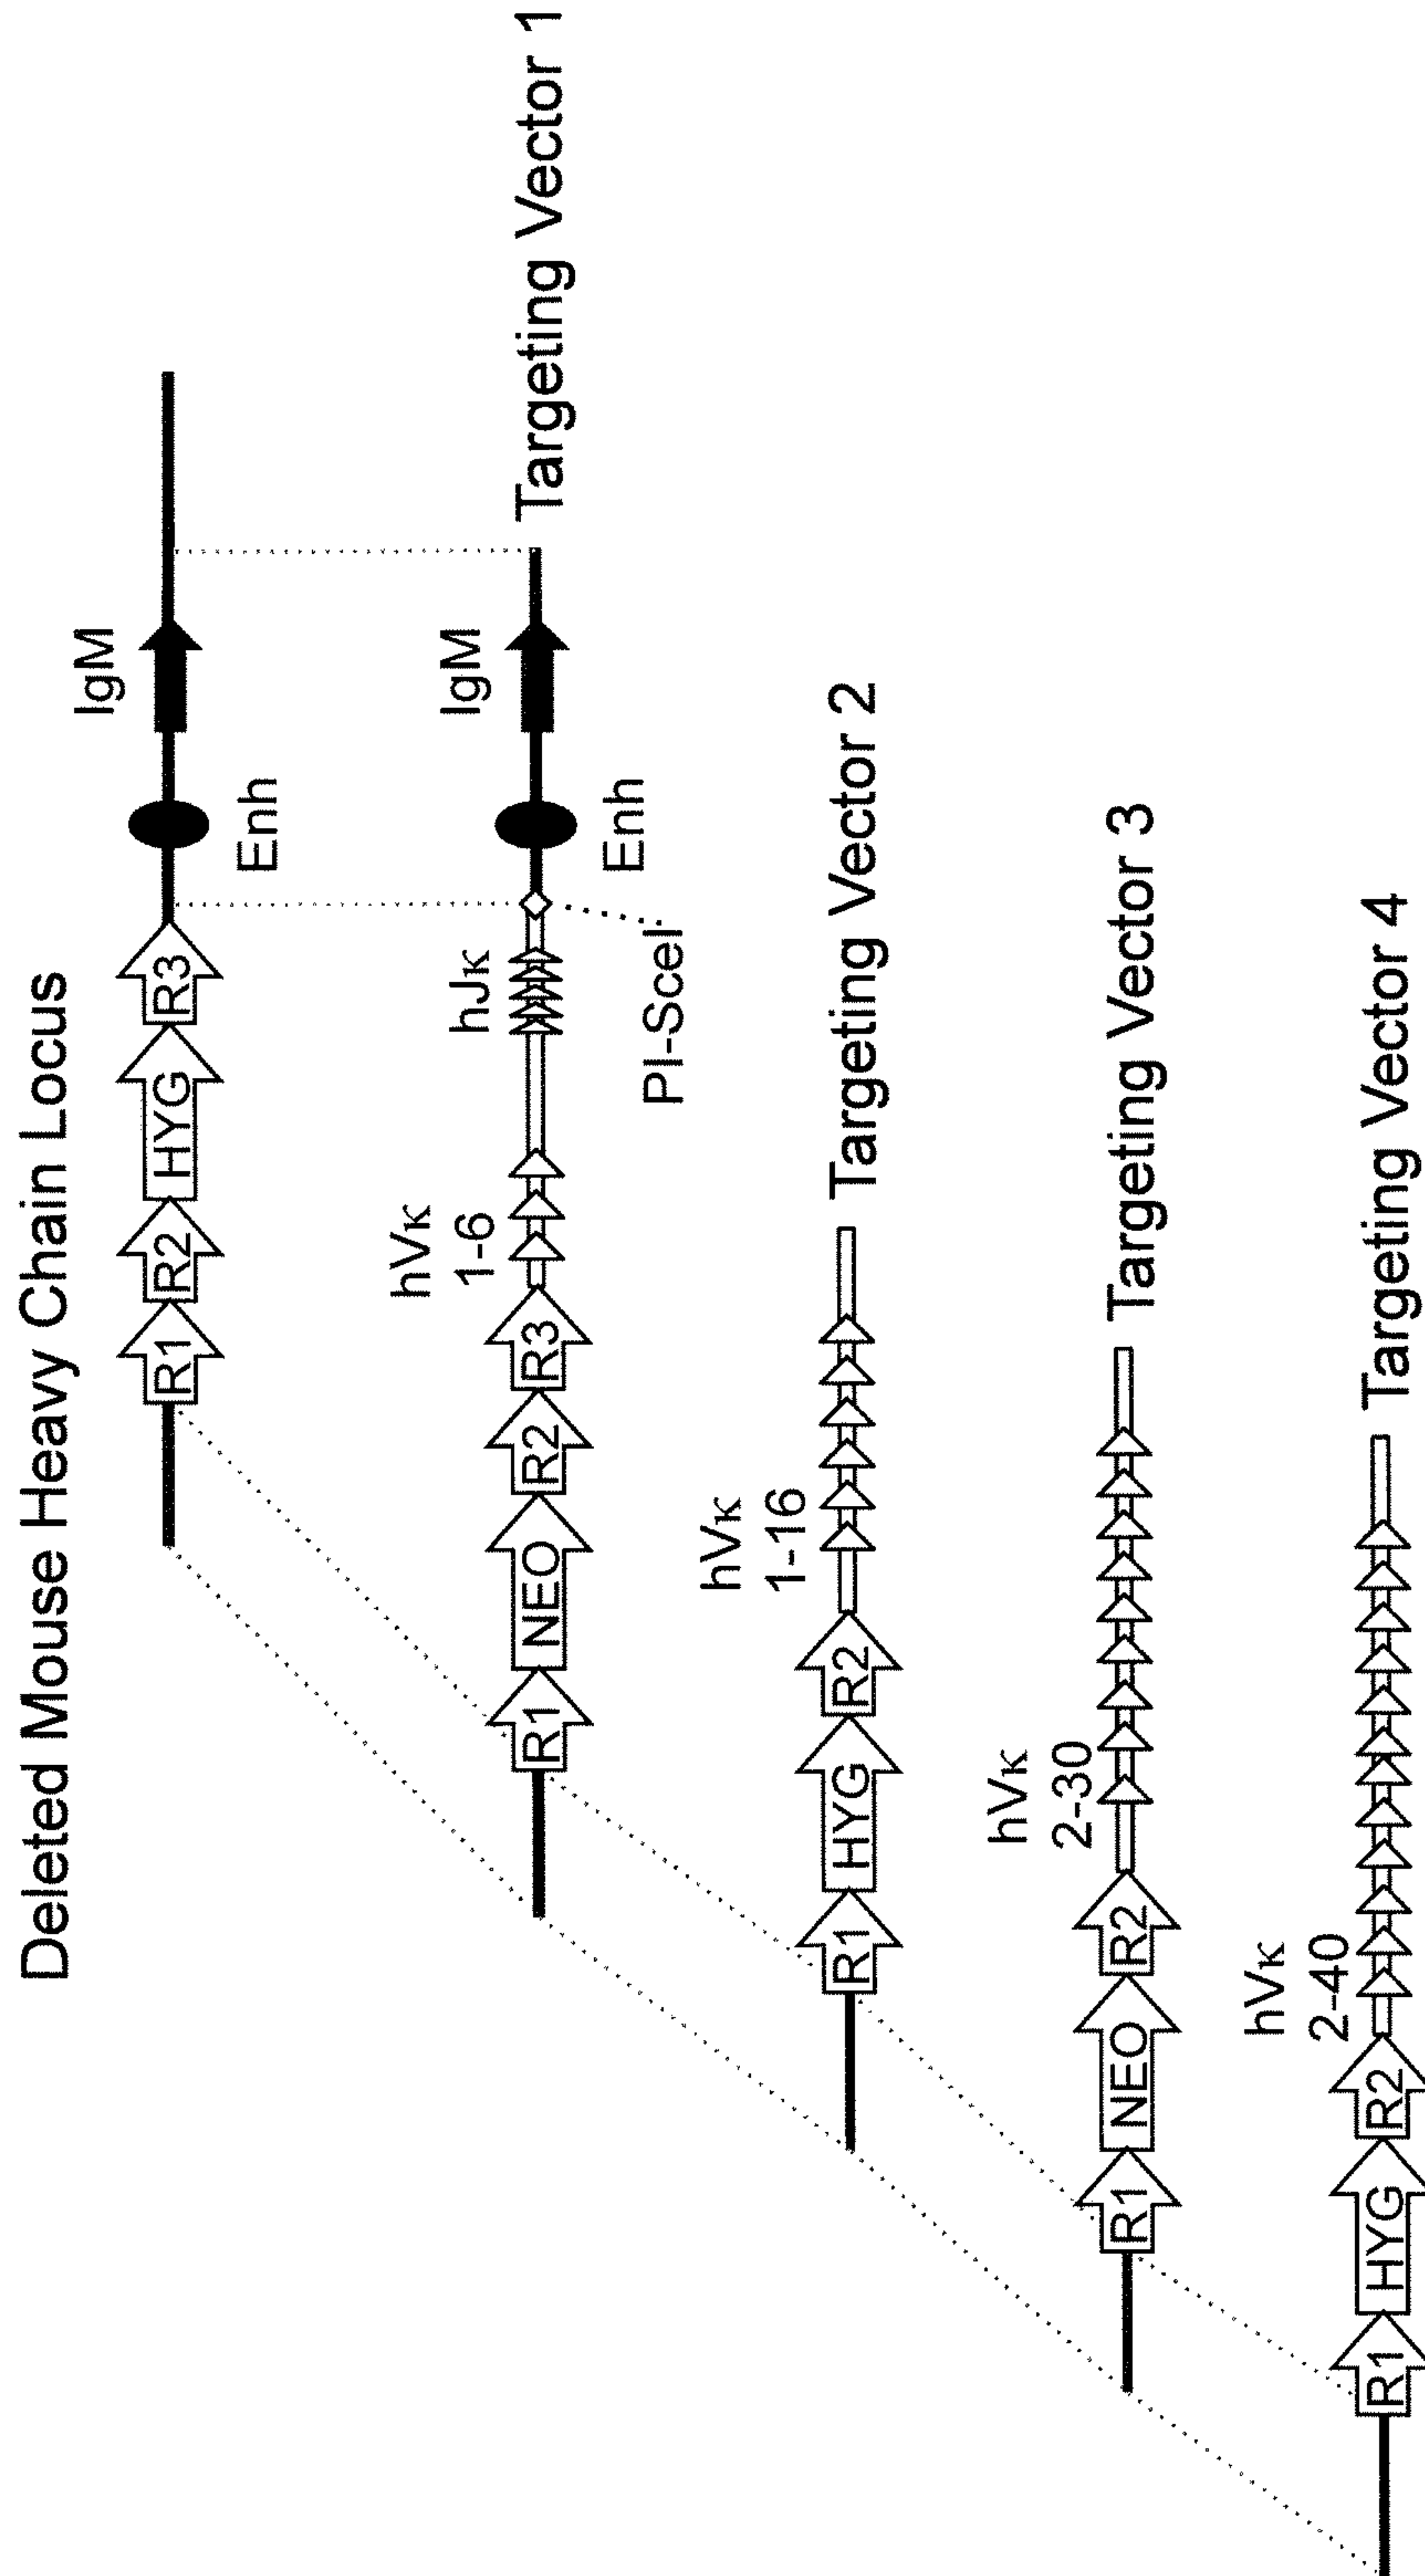 Deleted Mouse Heavy Chain Locus
R1
R2
HYG
R3
IgM
Enh
hVκ
1-6
hJκ
IgM
R1
NEO
R2
R3
Enh
PI-SceI
Targeting Vector 1
hVκ
1-16
R1
HYG
R2
Targeting Vector 2
hVκ
2-30
R1
NEO
R2
Targeting Vector 3
hVκ
2-40
R1
HYG
R2
Targeting Vector 4